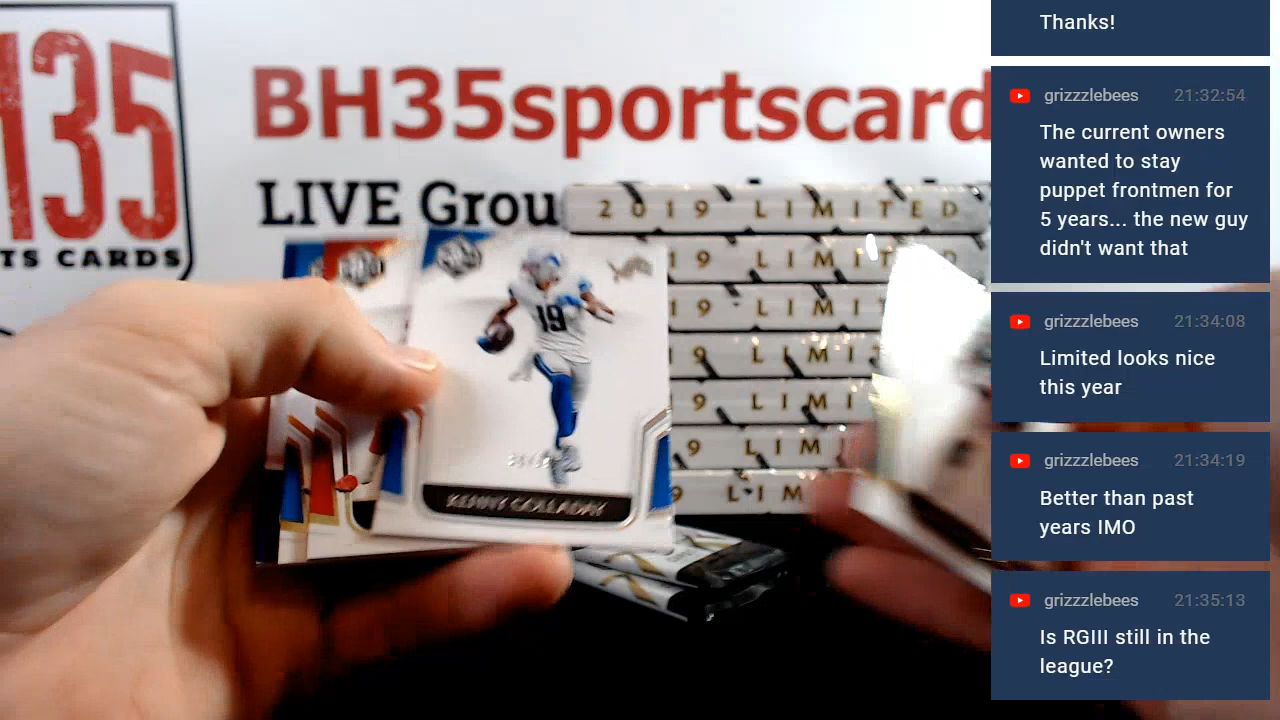 135
TS CARDS
BH35sportscard
LIVE Grou
2019 LIMITED
19 LIMITED
19 LIMIT
19 LIMIT
9 LIMI
9 LIMI
9 LIM
19
KENNY GOLLADAY
Thanks!
grizzzlebees 21:32:54
The current owners
wanted to stay
puppet frontmen for
5 years... the new guy
didn't want that
grizzzlebees 21:34:08
Limited looks nice
this year
grizzzlebees 21:34:19
Better than past
years IMO
grizzzlebees 21:35:13
Is RGIII still in the
league?